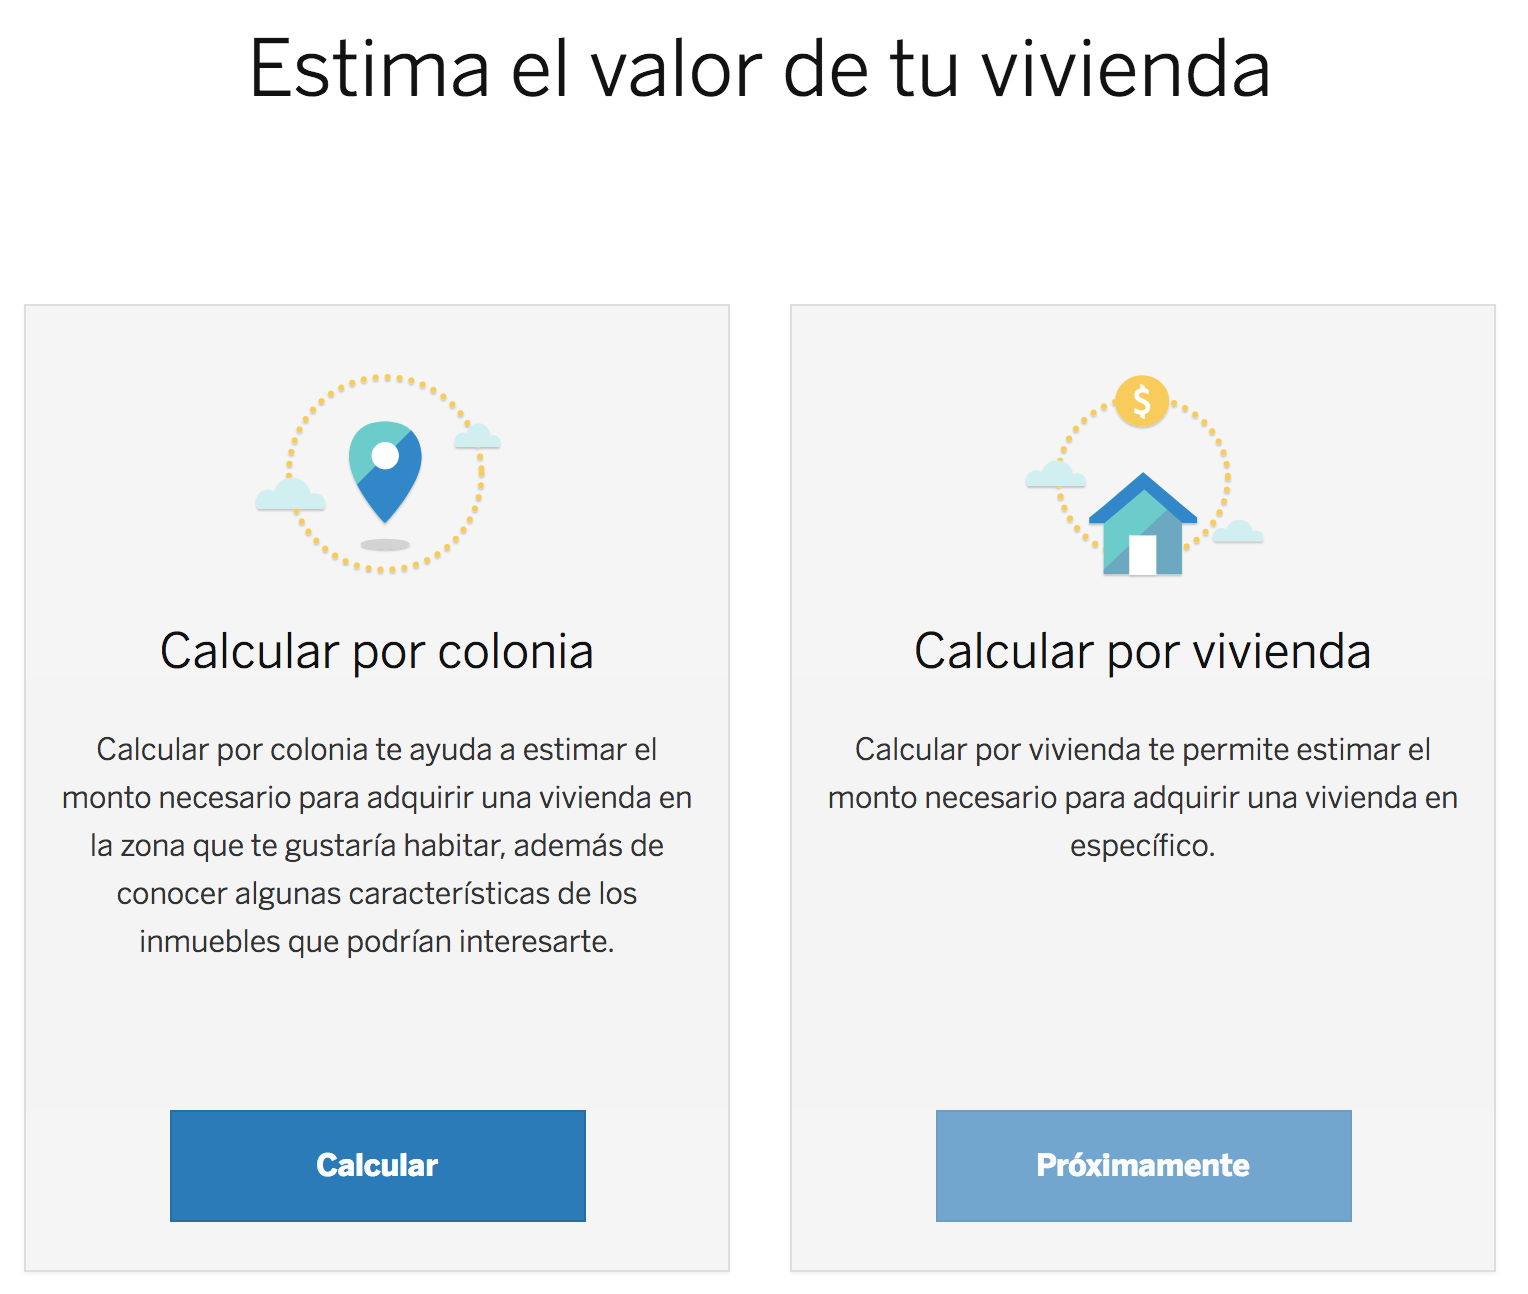 Estima el valor de tu vivienda
$
Calcular por colonia
Calcular por colonia te ayuda a estimar el
monto necesario para adquirir una vivienda en
la zona que te gustaría habitar, además de
conocer algunas características de los
inmuebles que podrían interesarte.
Calcular
Calcular por vivienda
Calcular por vivienda te permite estimar el
monto necesario para adquirir una vivienda en
específico.
Próximamente